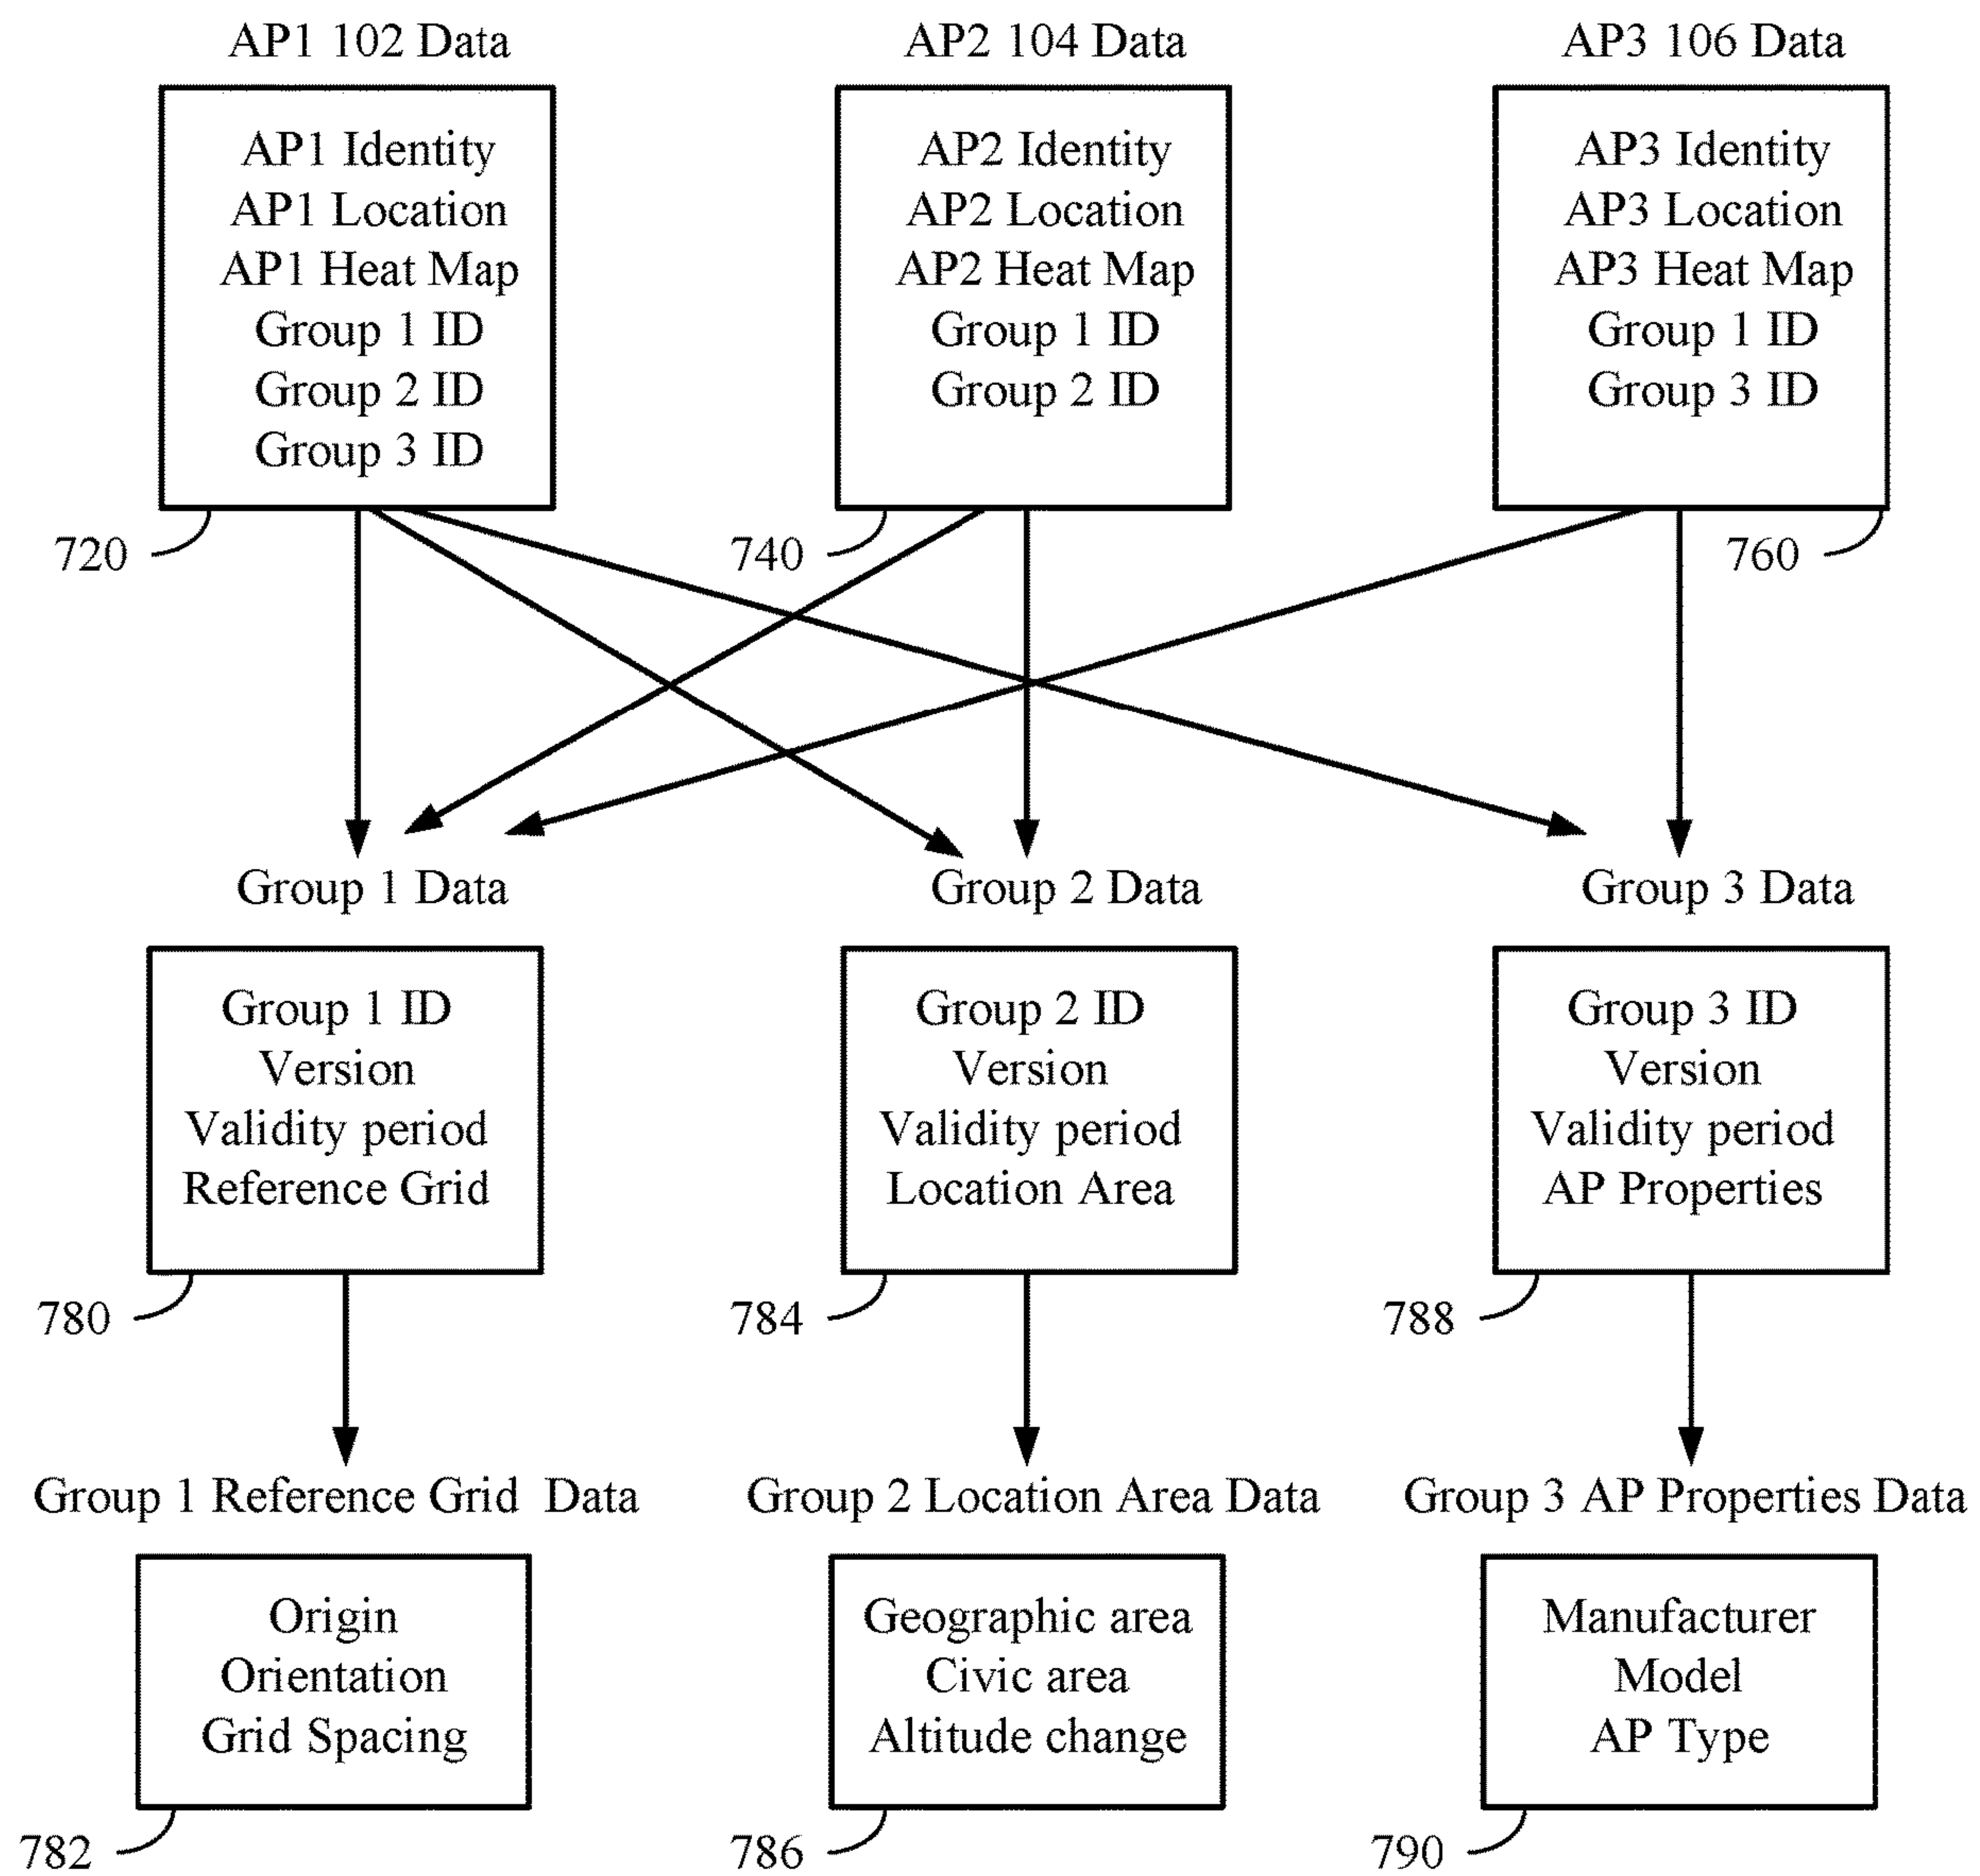 AP1 102 Data
AP1 Identity
AP1 Location
AP1 Heat Map
Group 1 ID
Group 2 ID
Group 3 ID
720
AP2 104 Data
AP2 Identity
AP2 Location
AP2 Heat Map
Group 1 ID
Group 2 ID
740
AP3 106 Data
AP3 Identity
AP3 Location
AP3 Heat Map
Group 1 ID
Group 3 ID
760
Group 1 Data
Group 1 ID
Version
Validity period
Reference Grid
780
Group 2 Data
Group 2 ID
Version
Validity period
Location Area
784
Group 3 Data
Group 3 ID
Version
Validity period
AP Properties
788
Group 1 Reference Grid Data
Origin
Orientation
Grid Spacing
782
Group 2 Location Area Data
Geographic area
Civic area
Altitude change
786
Group 3 AP Properties Data
Manufacturer
Model
AP Type
790